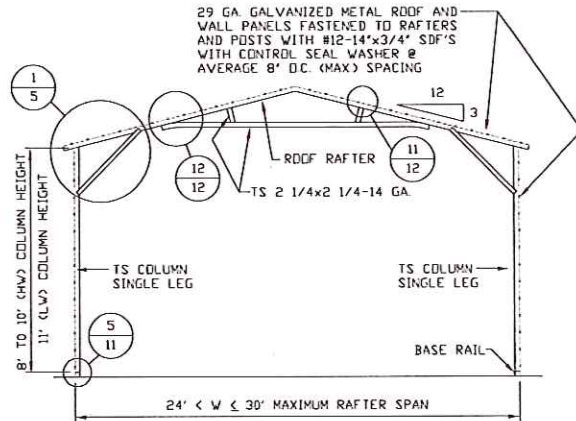 29 GA. GALVANIZED METAL ROOF AND
WALL PANELS FASTENED TO RAFTERS
AND POSTS WITH #12-14"x3/4" SDF'S
WITH CONTROL SEAL WASHER @
AVERAGE 8" O.C. (MAX) SPACING
1
5
12
3
ROOF RAFTER
11
12
12
12
TS 2 1/4x2 1/4-14 GA.
8' TO 10' (HW) COLUMN HEIGHT
11' (LW) COLUMN HEIGHT
TS COLUMN
SINGLE LEG
TS COLUMN
SINGLE LEG
5
11
BASE RAIL
24' < W ≤ 30' MAXIMUM RAFTER SPAN